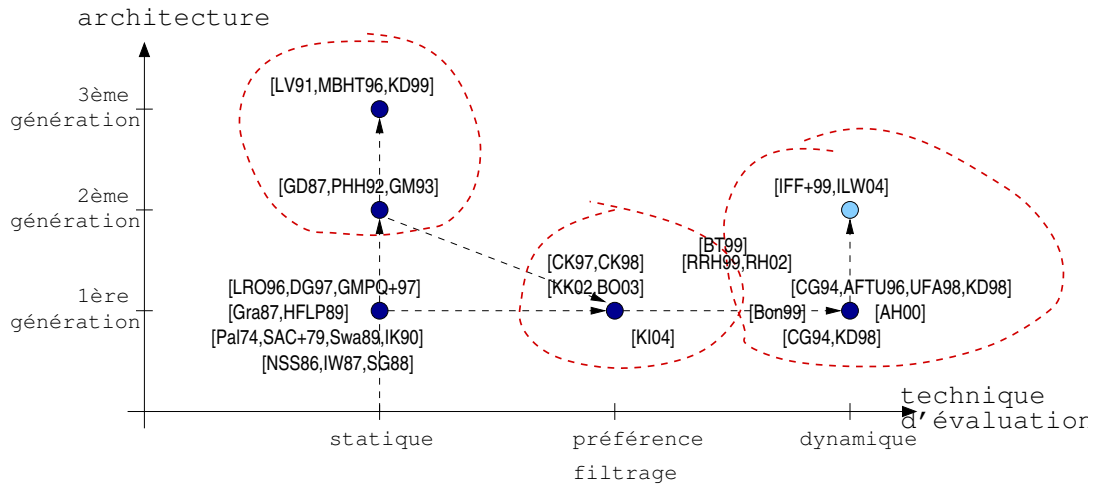 architecture
3ème
génération
[LV91,MBHT96,KD99]
2ème
génération
[GD87,PHH92,GM93]
[IFF+99,ILW04]
[BT99]
[RRH99,RH02]
[CK97,CK98]
[KK02,BO03]
[LRO96,DG97,GMPQ+97]
[CG94,AFTU96,UFA98,KD98]
1ère
génération
[Gra87,HFLP89]
[Bon99]
[AH00]
[Pal74,SAC+79,Swa89,IK90]
[KI04]
[CG94,KD98]
[NSS86,IW87,SG88]
technique
d'évaluation
statique
préférence
dynamique
filtrage